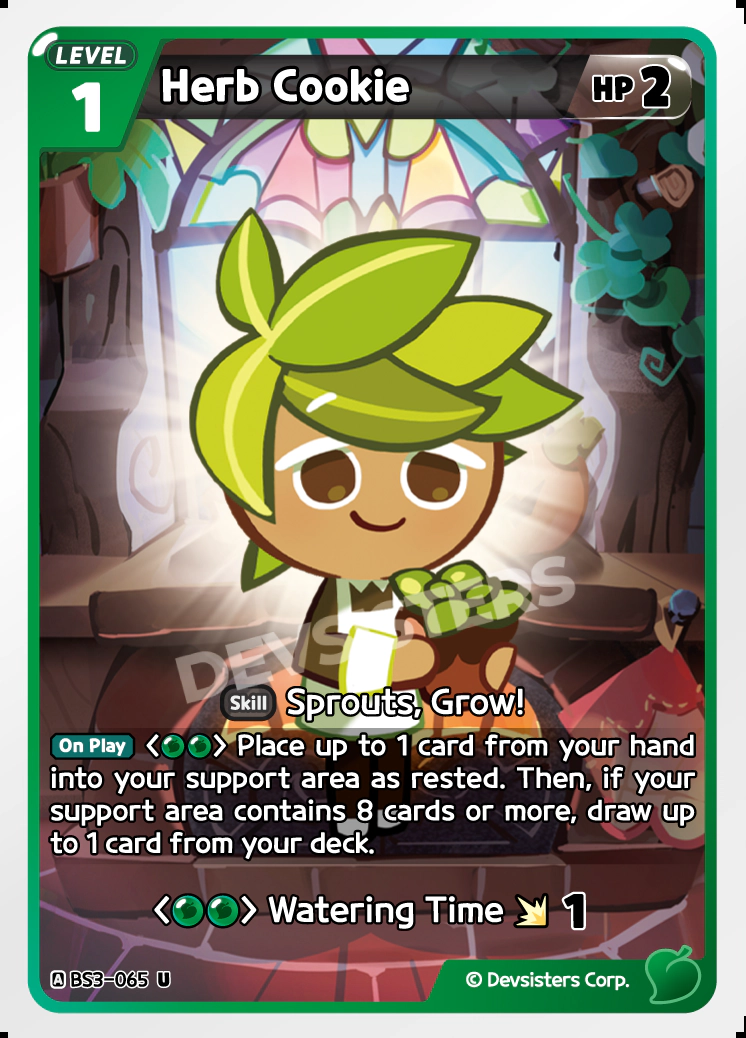 LEVEL
1
Herb Cookie
HP 2
DEVSISTERS
Skill Sprouts, Grow!
On Play < > Place up to 1 card from your hand
into your support area as rested. Then, if your
support area contains 8 cards or more, draw up
to 1 card from your deck.
< > Watering Time 1
A BS3-065 U
© Devsisters Corp.